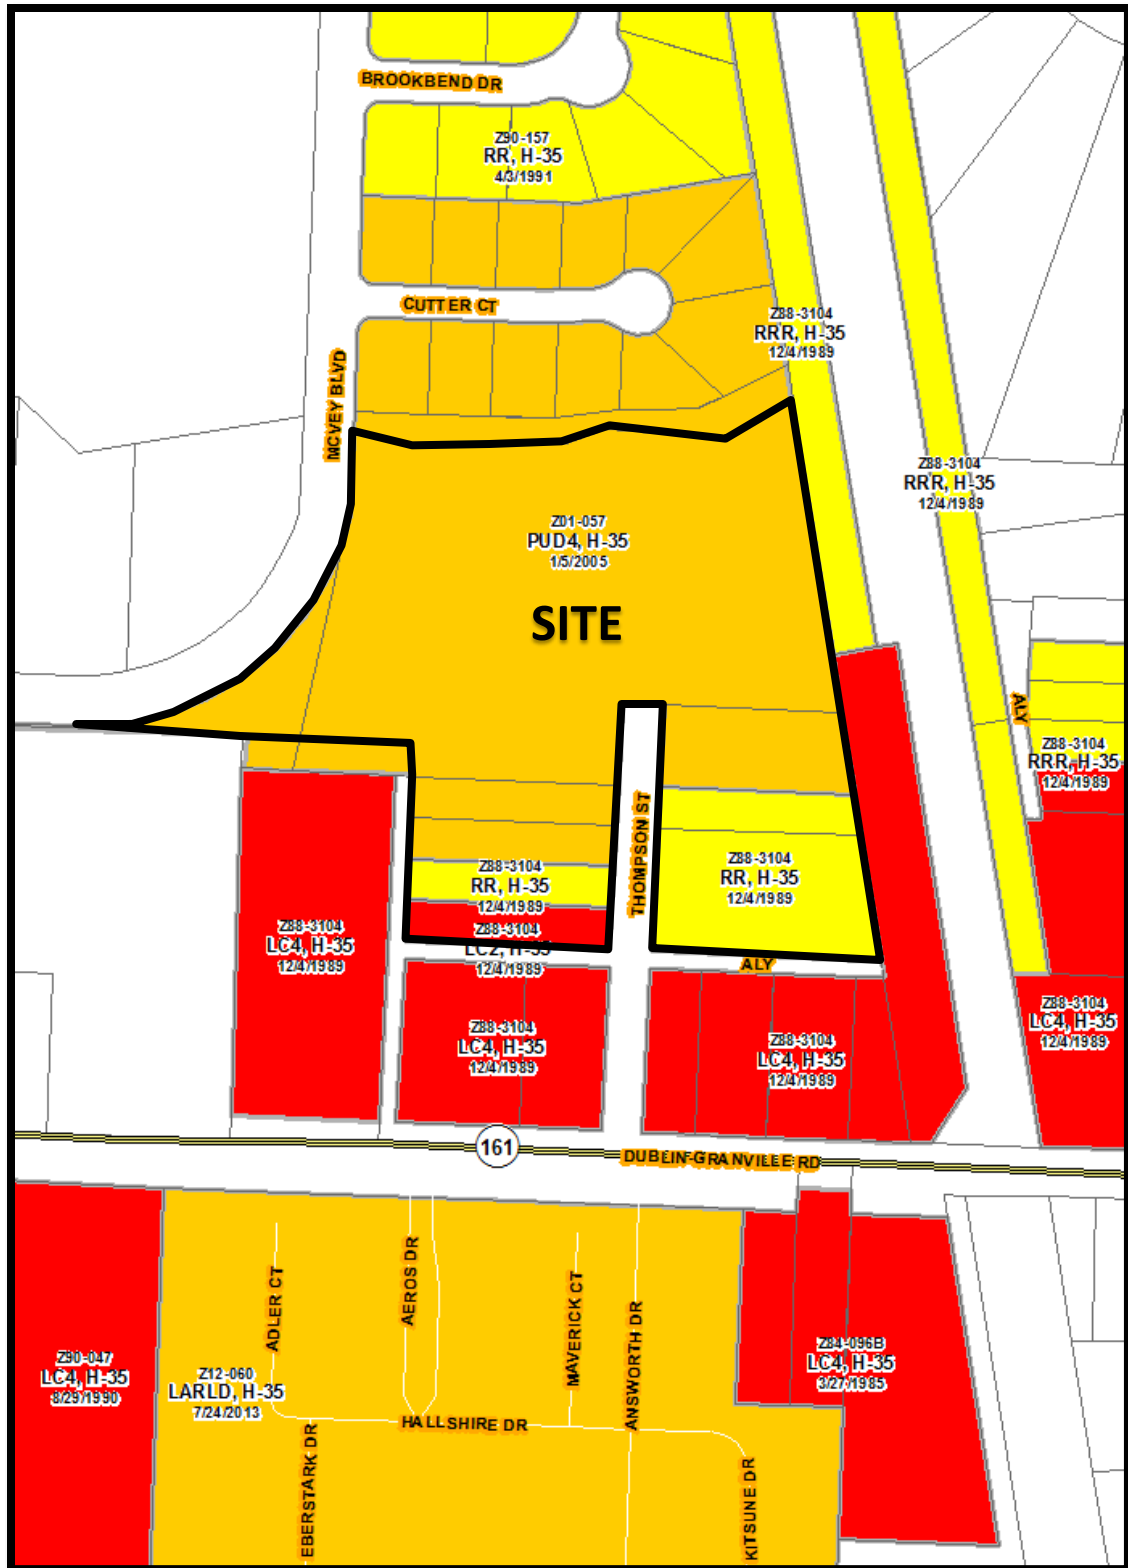 BROOKBEND DR
Z90-157
RR, H-35
4/3/1991
CUTTER CT
Z88-3104
RRR, H-35
12/4/1989
MCVEY BLVD
Z88-3104
RRR, H-35
12/4/1989
Z01-057
PUD4, H-35
1/5/2005
SITE
ALY
Z88-3104
RRR, H-35
12/4/1989
THOMPSON ST
Z88-3104
RR, H-35
12/4/1989
Z88-3104
RR, H-35
12/4/1989
Z88-3104
LC4, H-35
12/4/1989
Z88-3104
LC2, H-35
12/4/1989
ALY
Z88-3104
LC4, H-35
12/4/1989
Z88-3104
LC4, H-35
12/4/1989
Z88-3104
LC4, H-35
12/4/1989
161
DUBLIN-GRANVILLE RD
ADLER CT
AEROS DR
MAVERICK CT
ANSWORTH DR
Z90-047
LC4, H-35
8/29/1990
Z12-060
LARLD, H-35
7/24/2013
Z84-096B
LC4, H-35
3/27/1985
HALLSHIRE DR
EBERSTARK DR
KITSUNE DR